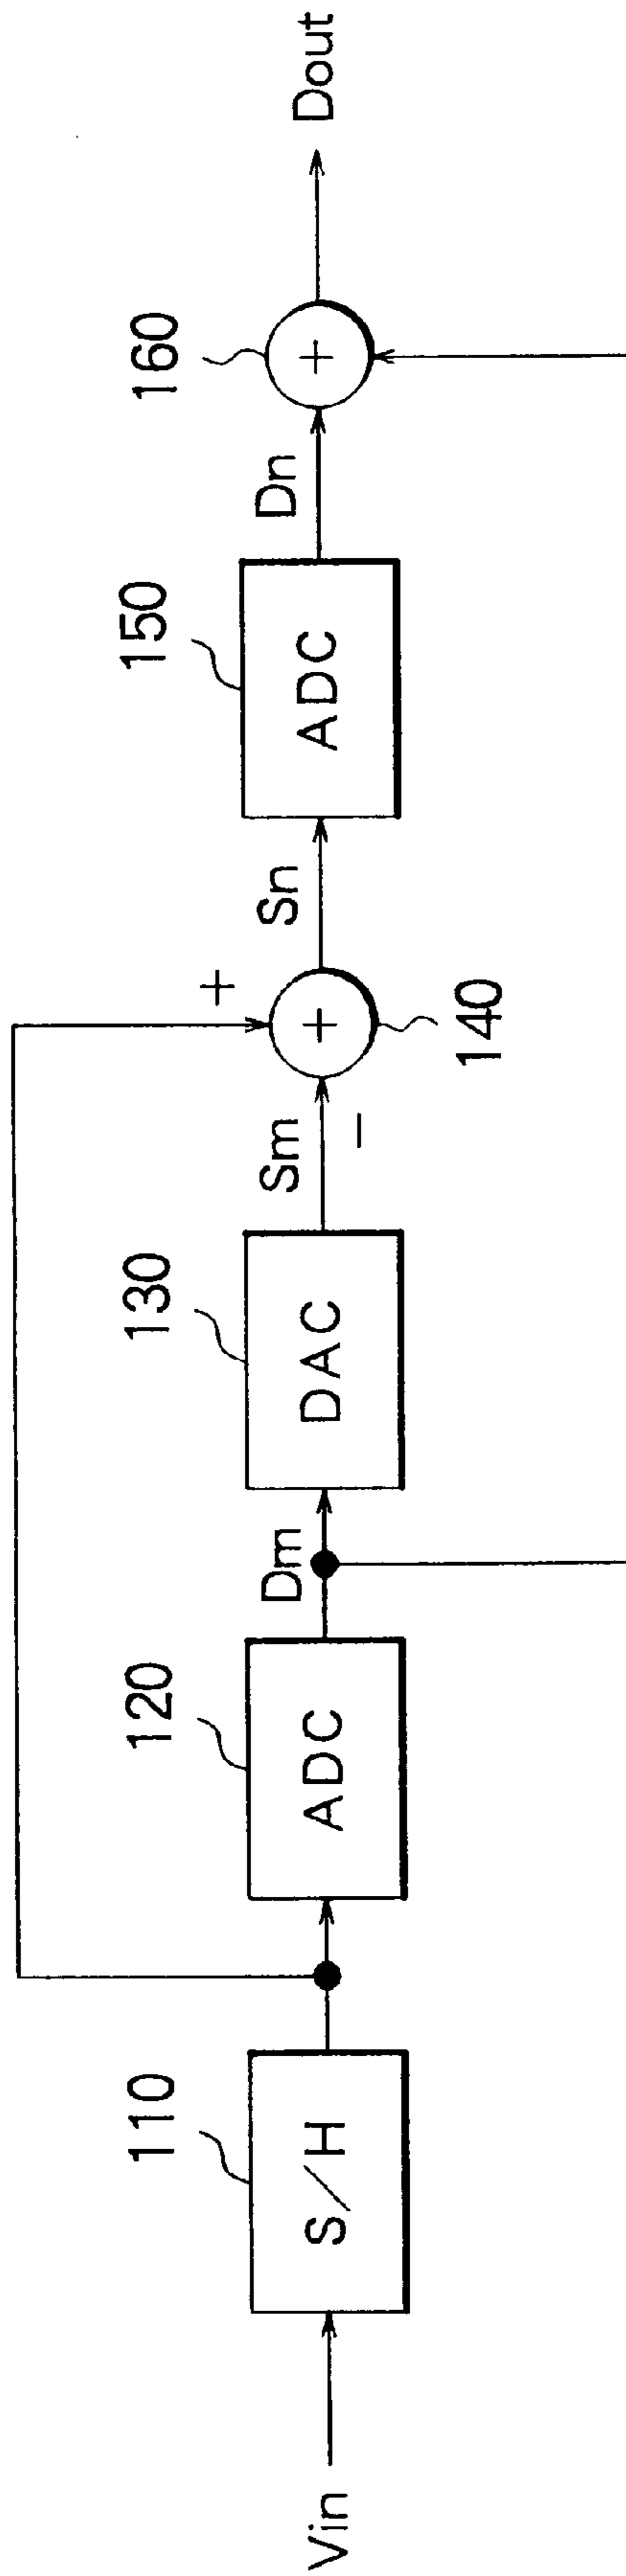 Vin
110
S/H
120
ADC
Dm
130
DAC
Sm
−
+
+
140
Sn
150
ADC
Dn
160
+
Dout